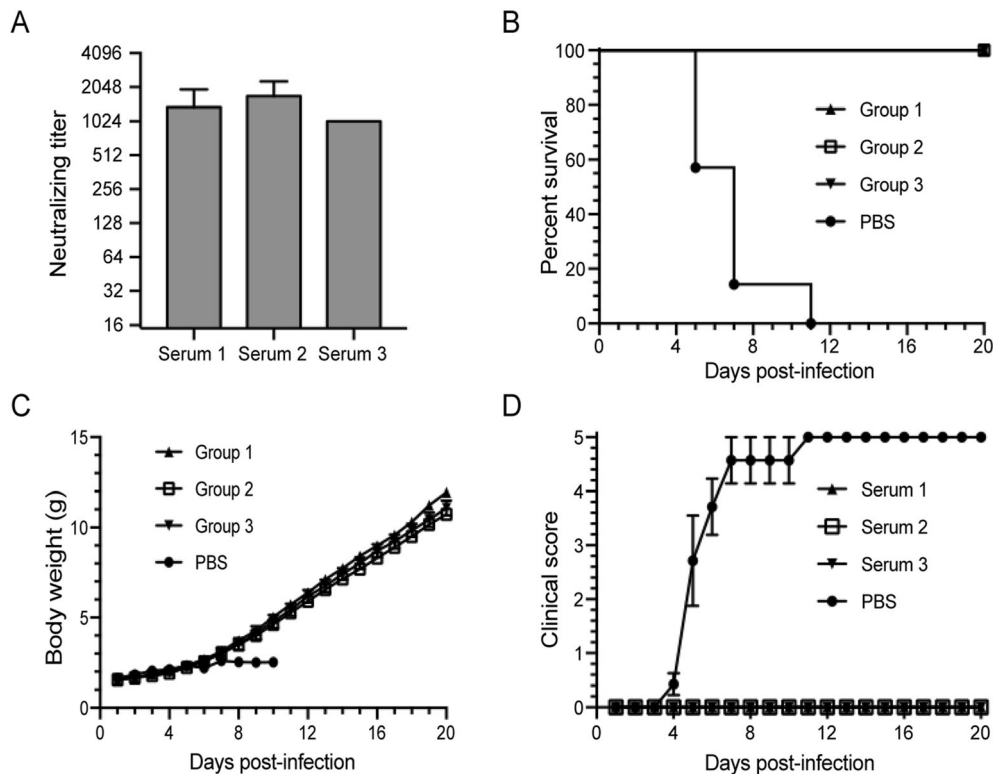 A
Neutralizing titer
4096
2048
1024
512
256
128
64
32
16
Serum 1 Serum 2 Serum 3
B
Percent survival
100
80
60
40
20
0
Group 1
Group 2
Group 3
PBS
0 4 8 12 16 20
Days post-infection
C
Body weight (g)
15
10
5
0
Group 1
Group 2
Group 3
PBS
0 4 8 12 16 20
Days post-infection
D
Clinical score
5
4
3
2
1
0
Serum 1
Serum 2
Serum 3
PBS
0 4 8 12 16 20
Days post-infection